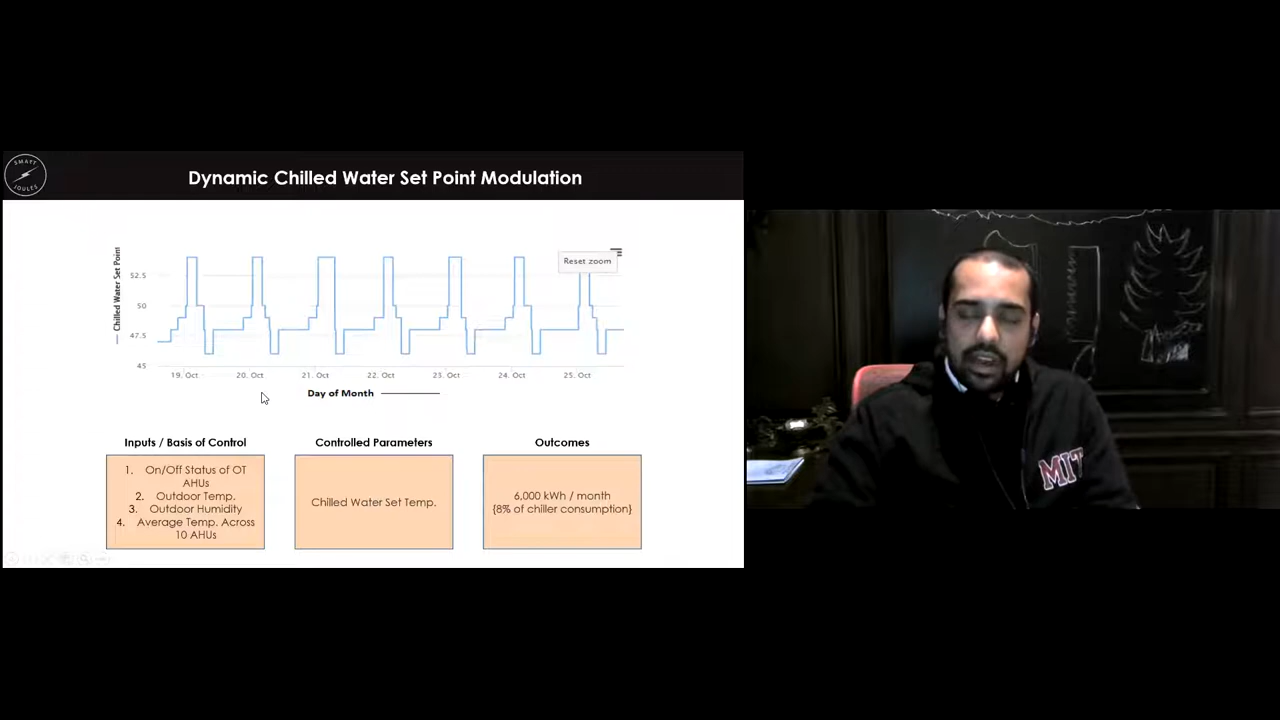 SMART
JOULES
Dynamic Chilled Water Set Point Modulation
Chilled Water Set Point
Reset zoom
52.5
50
47.5
45
19. Oct
20. Oct
21. Oct
22. Oct
23. Oct
24. Oct
25. Oct
Day of Month
Inputs / Basis of Control
1. On/Off Status of OT
AHUs
2. Outdoor Temp.
3. Outdoor Humidity
4. Average Temp. Across
10 AHUs
Controlled Parameters
Chilled Water Set Temp.
Outcomes
6,000 kWh / month
{8% of chiller consumption}
MIT